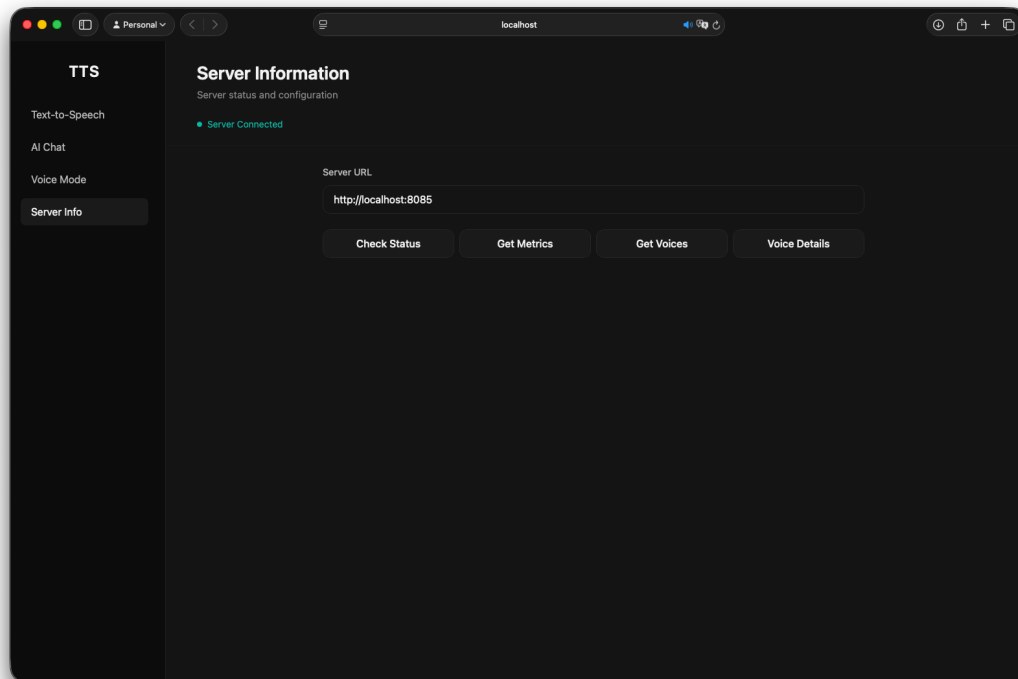 Personal
localhost
TTS
Text-to-Speech
AI Chat
Voice Mode
Server Info
Server Information
Server status and configuration
Server Connected
Server URL
http://localhost:8085
Check Status
Get Metrics
Get Voices
Voice Details